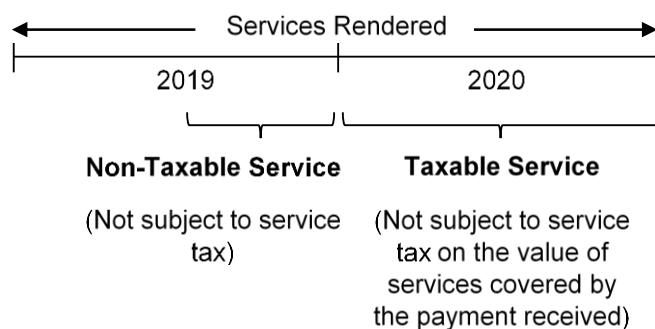 Services Rendered
2019
2020
Non-Taxable Service
(Not subject to service
tax)
Taxable Service
(Not subject to service
tax on the value of
services covered by
the payment received)